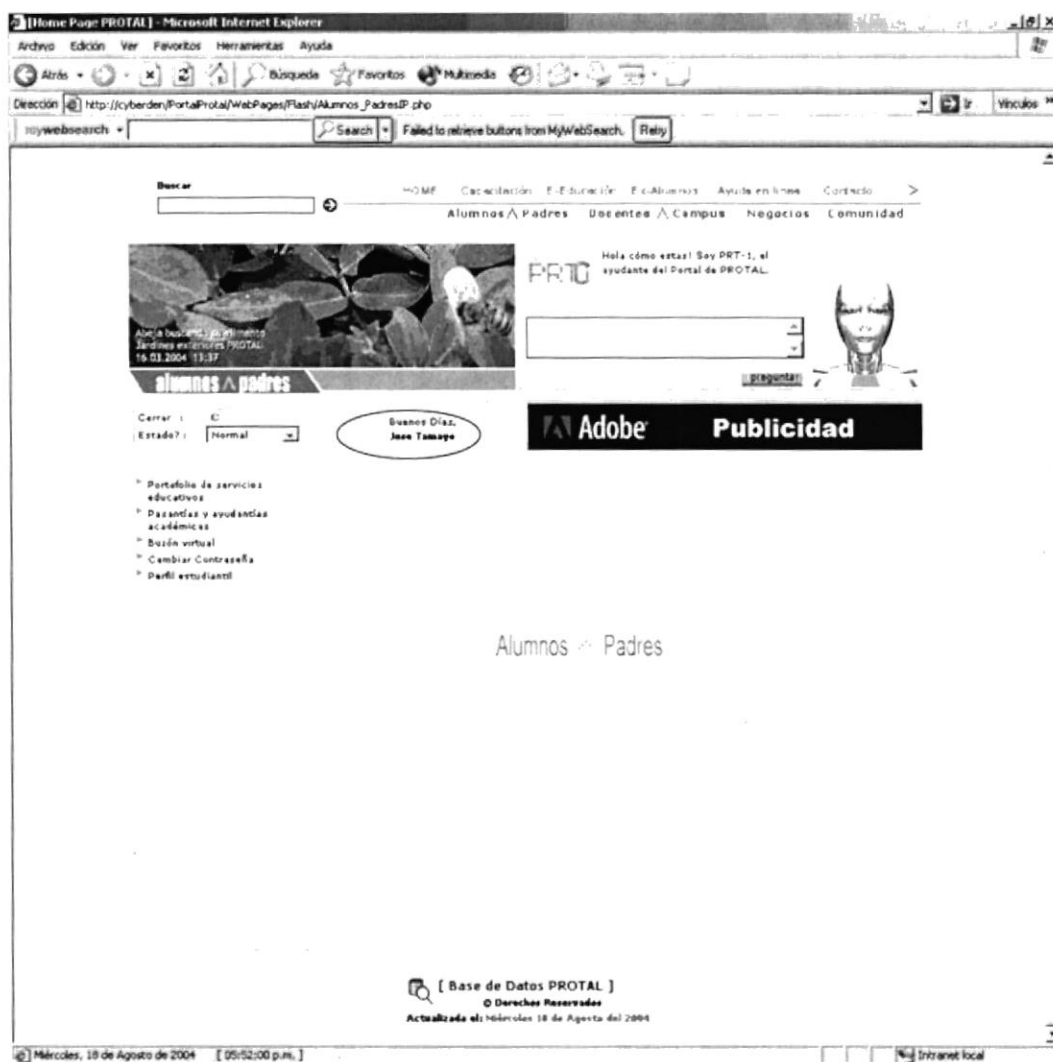 [Home Page PROTAL] - Microsoft Internet Explorer
Archivo Edición Ver Favoritos Herramientas Ayuda
Atrás Búsqueda Favoritos Multimedia
Dirección http://cyberden/PortalProtal/WebPages/Flash/Alumnos_PadresIP.php Ir Vínculos
mywebsearch Search Failed to retrieve buttons from MyWebSearch. Retry
Buscar
HOME Capacitación E-Educación Ex-Alumnos Ayuda en línea Contacto >
Alumnos Padres Docentes Campus Negocios Comunidad
Hola cómo estas! Soy PRT-1, el
ayudante del Portal de PROTAL.
Abeja buscando alimento
Jardines exteriores PROTAL
16.03.2004 13:37
preguntar
alumnos padres
Cerrar :
Estado? : Normal
Buenos Días,
Jose Tamayo
Adobe Publicidad
Portafolio de servicios
educativos
Pasantías y ayudantías
académicas
Buzón virtual
Cambiar Contraseña
Perfil estudiantil
Alumnos Padres
[ Base de Datos PROTAL ]
© Derechos Reservados
Actualizada el: Miércoles 18 de Agosto del 2004
Miércoles, 18 de Agosto de 2004 [ 05:52:00 p.m. ] Intranet local